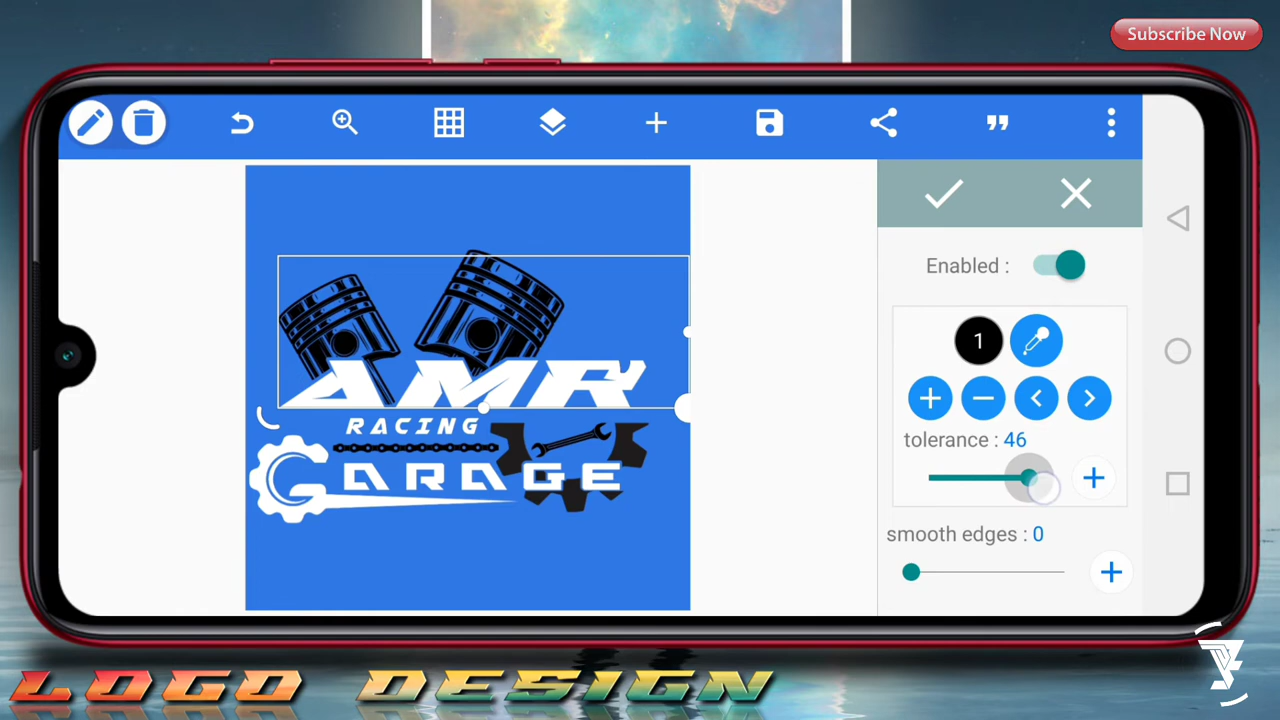 Subscribe Now
Enabled :
1
tolerance : 46
smooth edges : 0
AMR
RACING
GARAGE
LOGO DESIGN